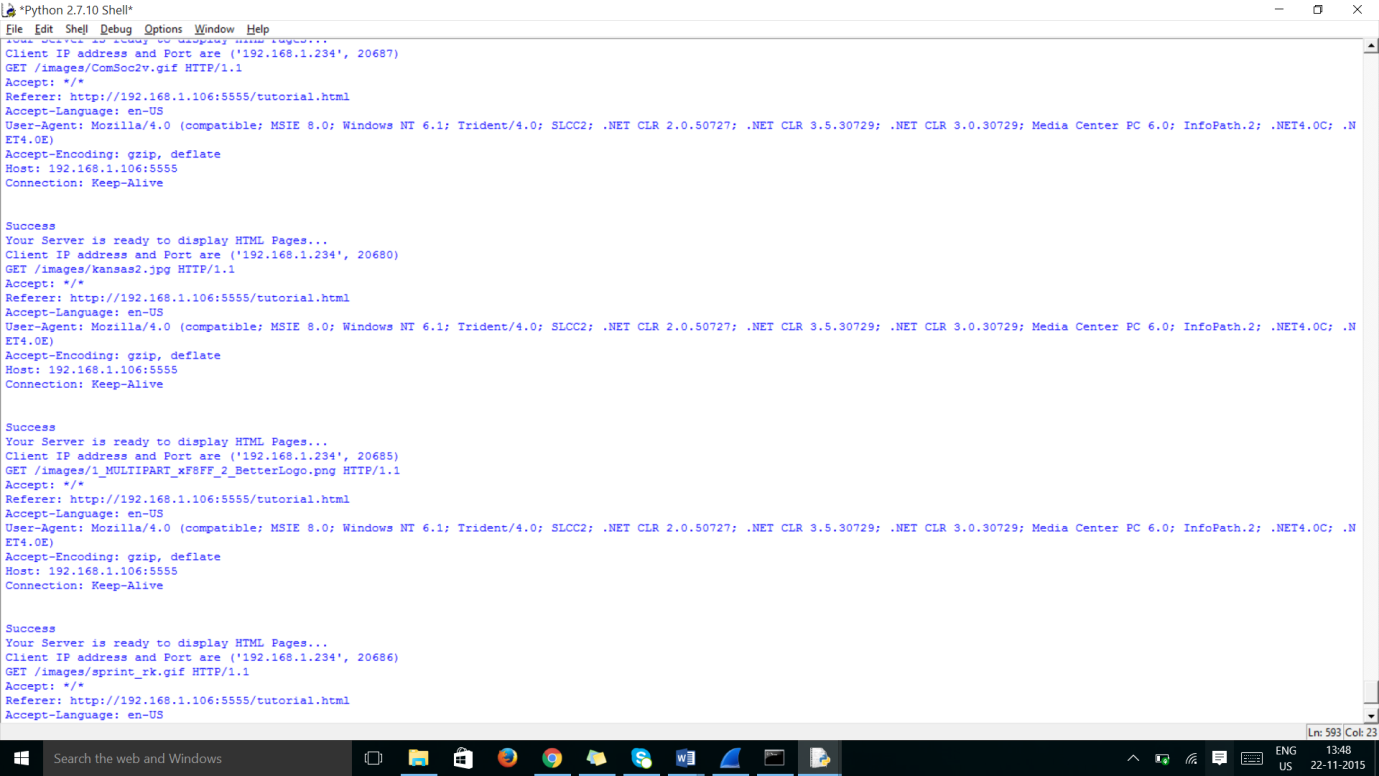 *Python 2.7.10 Shell*
File Edit Shell Debug Options Window Help
Your Server is ready to display HTML Pages...
Client IP address and Port are ('192.168.1.234', 20687)
GET /images/ComSoc2v.gif HTTP/1.1
Accept: */*
Referer: http://192.168.1.106:5555/tutorial.html
Accept-Language: en-US
User-Agent: Mozilla/4.0 (compatible; MSIE 8.0; Windows NT 6.1; Trident/4.0; SLCC2; .NET CLR 2.0.50727; .NET CLR 3.5.30729; .NET CLR 3.0.30729; Media Center PC 6.0; InfoPath.2; .NET4.0C; .N
ET4.0E)
Accept-Encoding: gzip, deflate
Host: 192.168.1.106:5555
Connection: Keep-Alive
Success
Your Server is ready to display HTML Pages...
Client IP address and Port are ('192.168.1.234', 20680)
GET /images/kansas2.jpg HTTP/1.1
Accept: */*
Referer: http://192.168.1.106:5555/tutorial.html
Accept-Language: en-US
User-Agent: Mozilla/4.0 (compatible; MSIE 8.0; Windows NT 6.1; Trident/4.0; SLCC2; .NET CLR 2.0.50727; .NET CLR 3.5.30729; .NET CLR 3.0.30729; Media Center PC 6.0; InfoPath.2; .NET4.0C; .N
ET4.0E)
Accept-Encoding: gzip, deflate
Host: 192.168.1.106:5555
Connection: Keep-Alive
Success
Your Server is ready to display HTML Pages...
Client IP address and Port are ('192.168.1.234', 20685)
GET /images/1_MULTIPART_xF8FF_2_BetterLogo.png HTTP/1.1
Accept: */*
Referer: http://192.168.1.106:5555/tutorial.html
Accept-Language: en-US
User-Agent: Mozilla/4.0 (compatible; MSIE 8.0; Windows NT 6.1; Trident/4.0; SLCC2; .NET CLR 2.0.50727; .NET CLR 3.5.30729; .NET CLR 3.0.30729; Media Center PC 6.0; InfoPath.2; .NET4.0C; .N
ET4.0E)
Accept-Encoding: gzip, deflate
Host: 192.168.1.106:5555
Connection: Keep-Alive
Success
Your Server is ready to display HTML Pages...
Client IP address and Port are ('192.168.1.234', 20686)
GET /images/sprint_rk.gif HTTP/1.1
Accept: */*
Referer: http://192.168.1.106:5555/tutorial.html
Accept-Language: en-US
Ln: 593 Col: 23
Search the web and Windows
ENG
US
13:48
22-11-2015